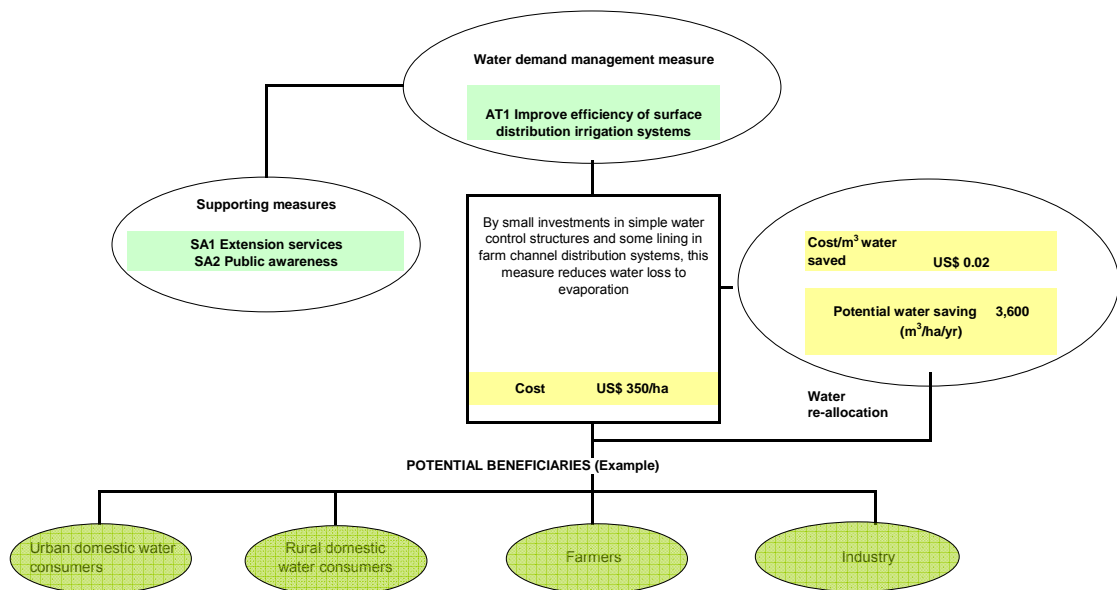 Water demand management measure
AT1 Improve efficiency of surface
distribution irrigation systems
Supporting measures
SA1 Extension services
SA2 Public awareness
By small investments in simple water
control structures and some lining in
farm channel distribution systems, this
measure reduces water loss to
evaporation
Cost US$ 350/ha
Cost/m³ water
saved US$ 0.02
Potential water saving 3,600
(m³/ha/yr)
Water
re-allocation
POTENTIAL BENEFICIARIES (Example)
Urban domestic water
consumers
Rural domestic
water consumers
Farmers
Industry